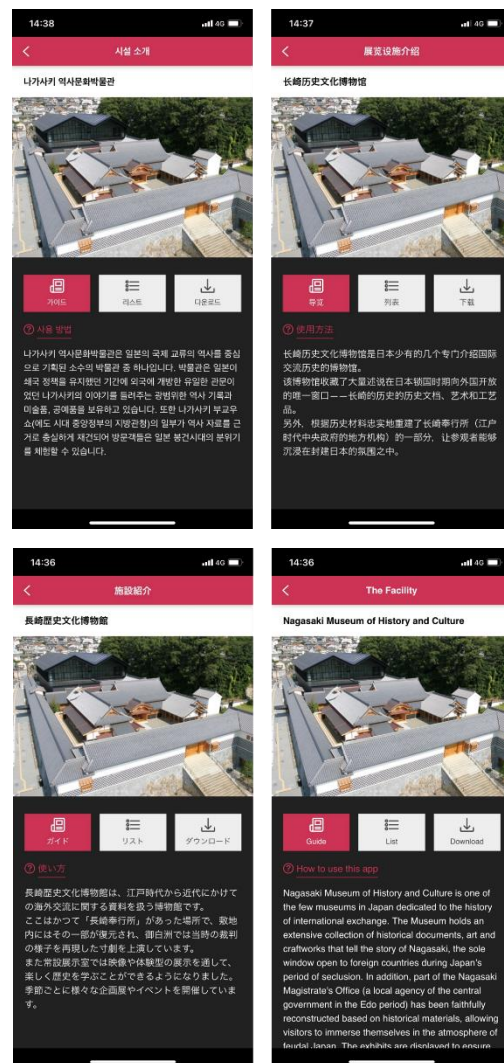 14:38
4G
시설 소개
나가사키 역사문화박물관
가이드
리스트
다운로드
사용 방법
나가사키 역사문화박물관은 일본의 국제 교류의 역사를 중심
으로 기획된 소수의 박물관 중 하나입니다. 박물관은 일본이
쇄국 정책을 유지했던 기간에 외국에 개방한 유일한 관문이
었던 나가사키의 이야기를 들려주는 광범위한 역사 기록과
미술품, 공예품을 보유하고 있습니다. 또한 나가사키 부교우
쇼(에도 시대 중앙정부의 지방관청)의 일부가 역사 자료를 근
거로 충실하게 재건되어 방문객들은 일본 봉건시대의 분위기
를 체험할 수 있습니다.
14:37
4G
展览设施介绍
长崎历史文化博物馆
导览
列表
下载
使用方法
长崎历史文化博物馆是日本少有的几个专门介绍国际
交流历史的博物馆。
该博物馆收藏了大量述说在日本锁国时期向外国开放
的唯一窗口——长崎的历史的历史文档、艺术和工艺
品。
另外，根据历史材料忠实地重建了长崎奉行所（江户
时代中央政府的地方机构）的一部分，让参观者能够
沉浸在封建日本的氛围之中。
14:36
4G
施設紹介
長崎歴史文化博物館
ガイド
リスト
ダウンロード
使い方
長崎歴史文化博物館は、江戸時代から近代にかけて
の海外交流に関する資料を扱う博物館です。
ここはかつて「長崎奉行所」があった場所で、敷地
内にはその一部が復元され、御白洲では当時の裁判
の様子を再現した寸劇を上演しています。
また常設展示室では映像や体験型の展示を通して、
楽しく歴史を学ぶことができるようになりました。
季節ごとに様々な企画展やイベントを開催していま
す。
14:36
4G
The Facility
Nagasaki Museum of History and Culture
Guide
List
Download
How to use this app
Nagasaki Museum of History and Culture is one of
the few museums in Japan dedicated to the history
of international exchange. The Museum holds an
extensive collection of historical documents, art and
craftworks that tell the story of Nagasaki, the sole
window open to foreign countries during Japan's
period of seclusion. In addition, part of the Nagasaki
Magistrate's Office (a local agency of the central
government in the Edo period) has been faithfully
reconstructed based on historical materials, allowing
visitors to immerse themselves in the atmosphere of
feudal Japan. The exhibits are displayed to ensure